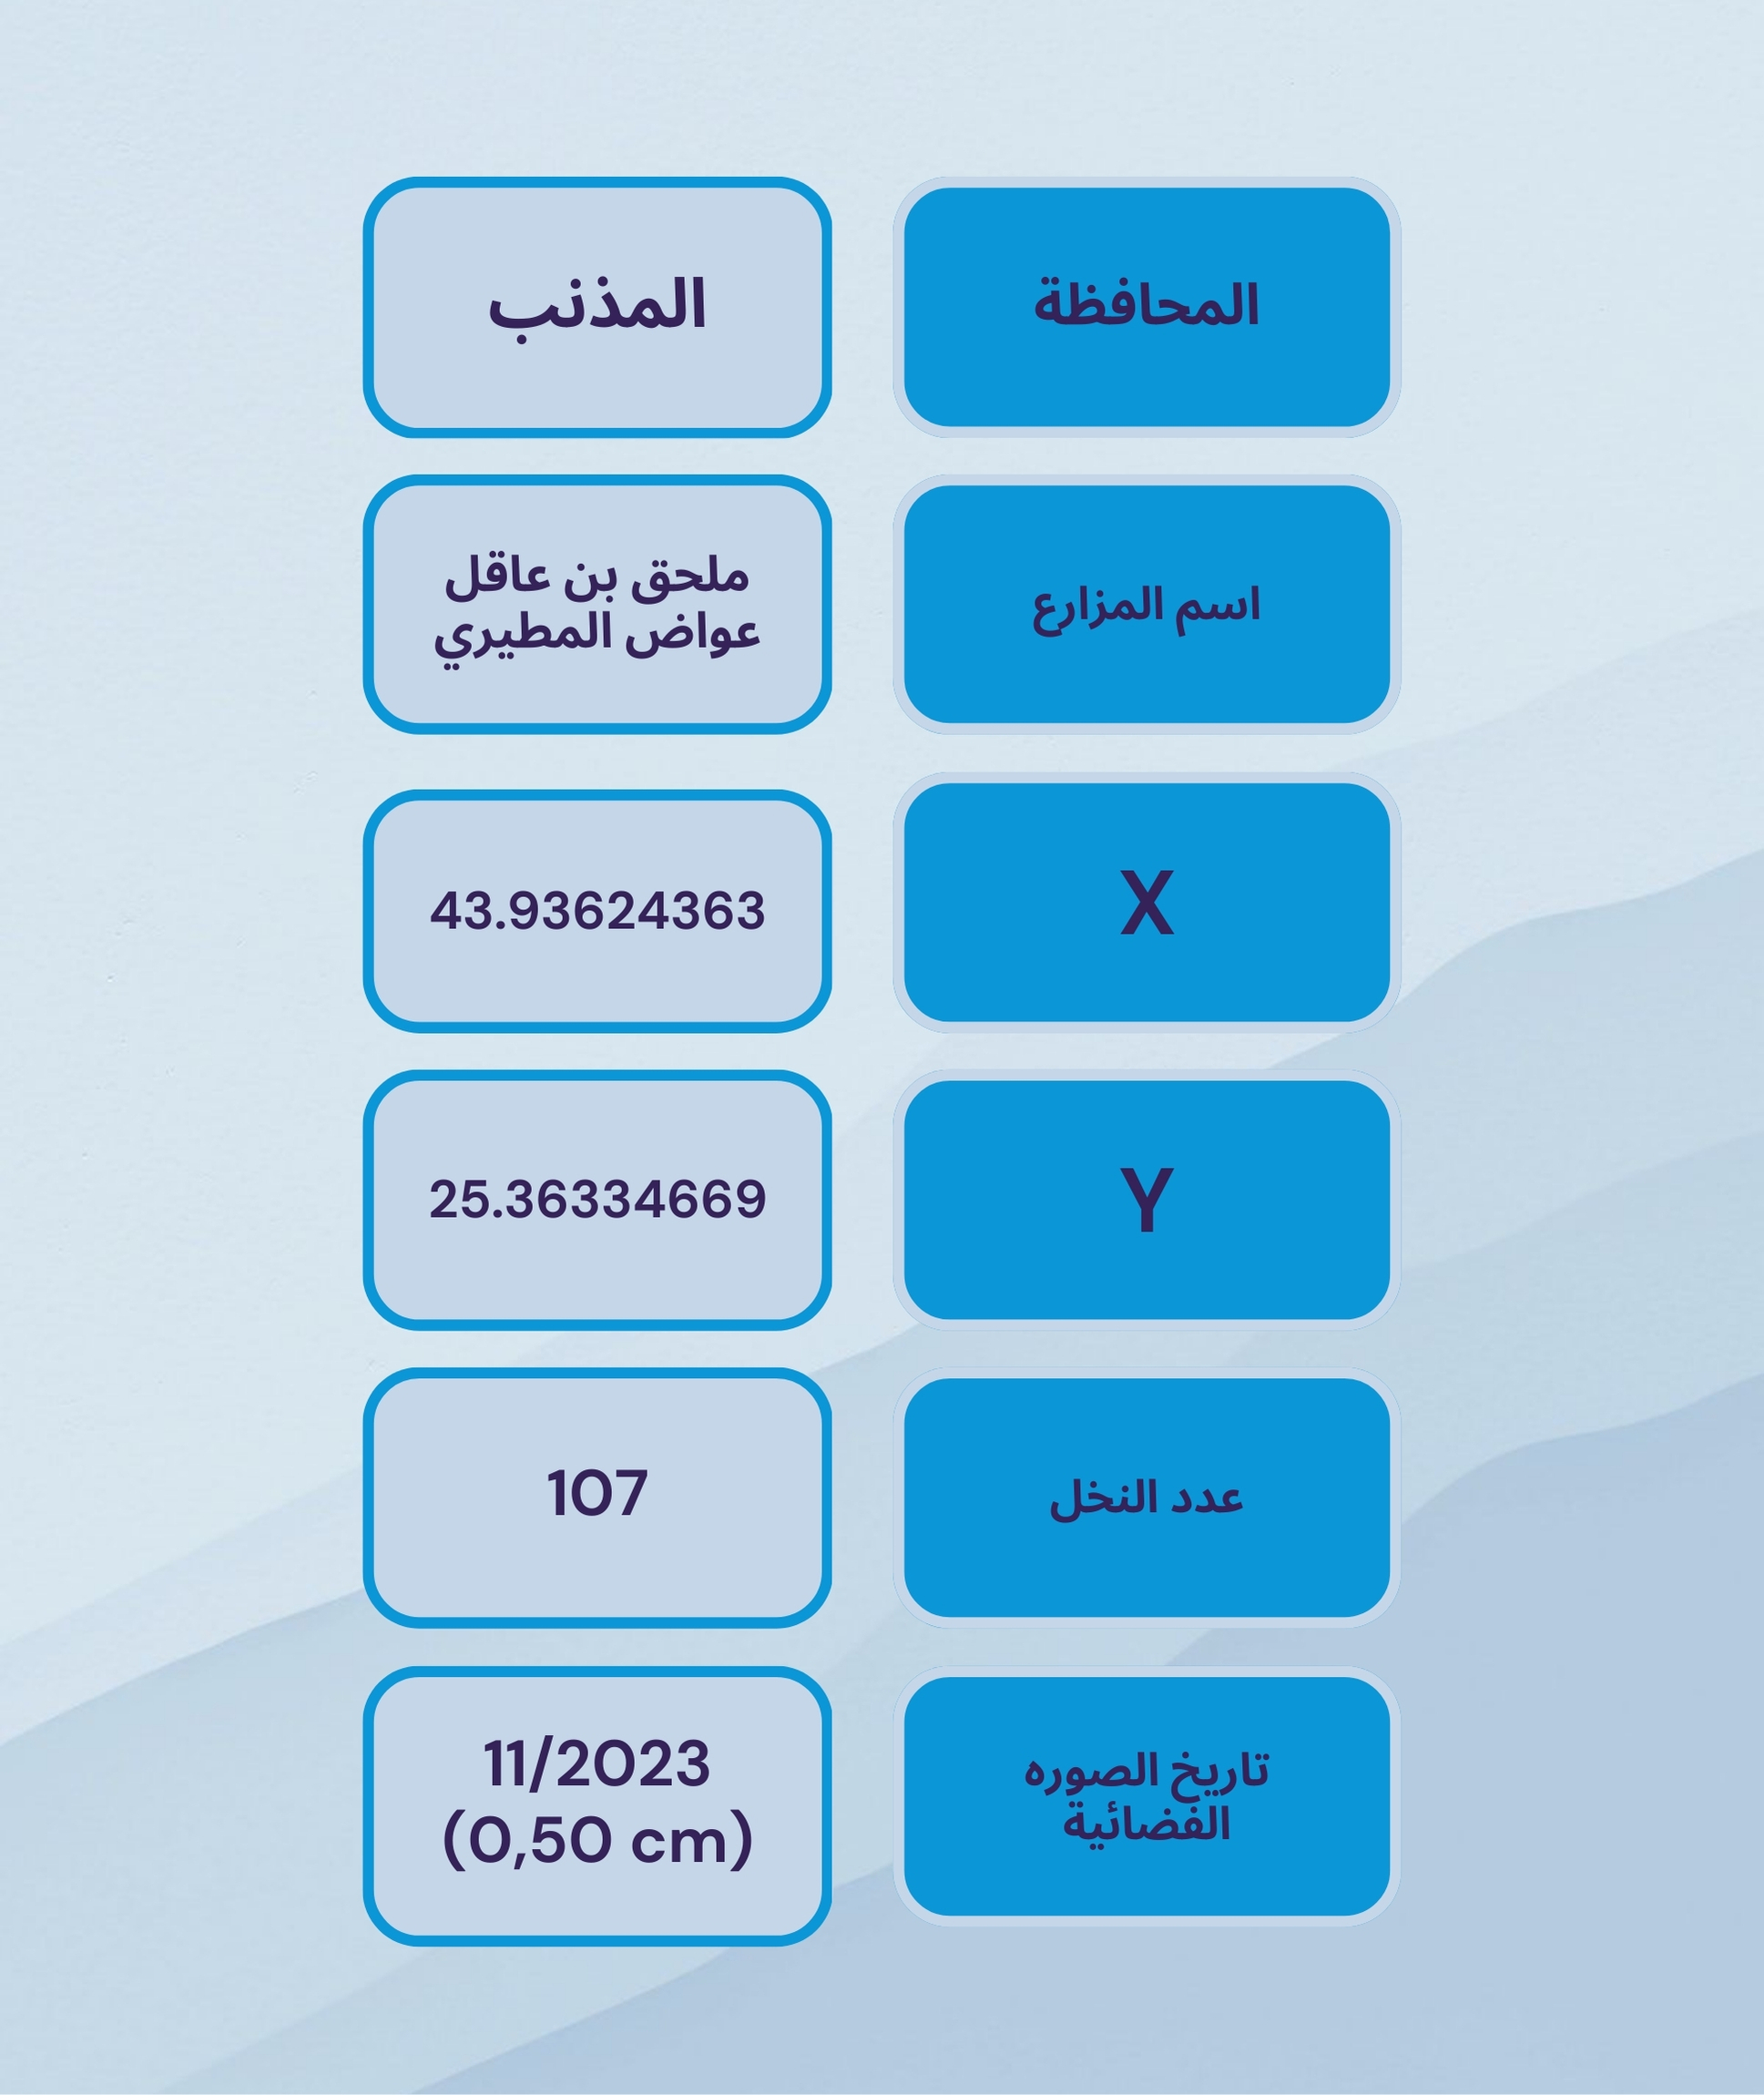 المحافظة
المذنب
اسم المزارع
ملحق بن عاقل
عواض المطيري
X
43.93624363
Y
25.36334669
عدد النخل
107
تاريخ الصوره
الفضائية
11/2023
(0,50 cm)